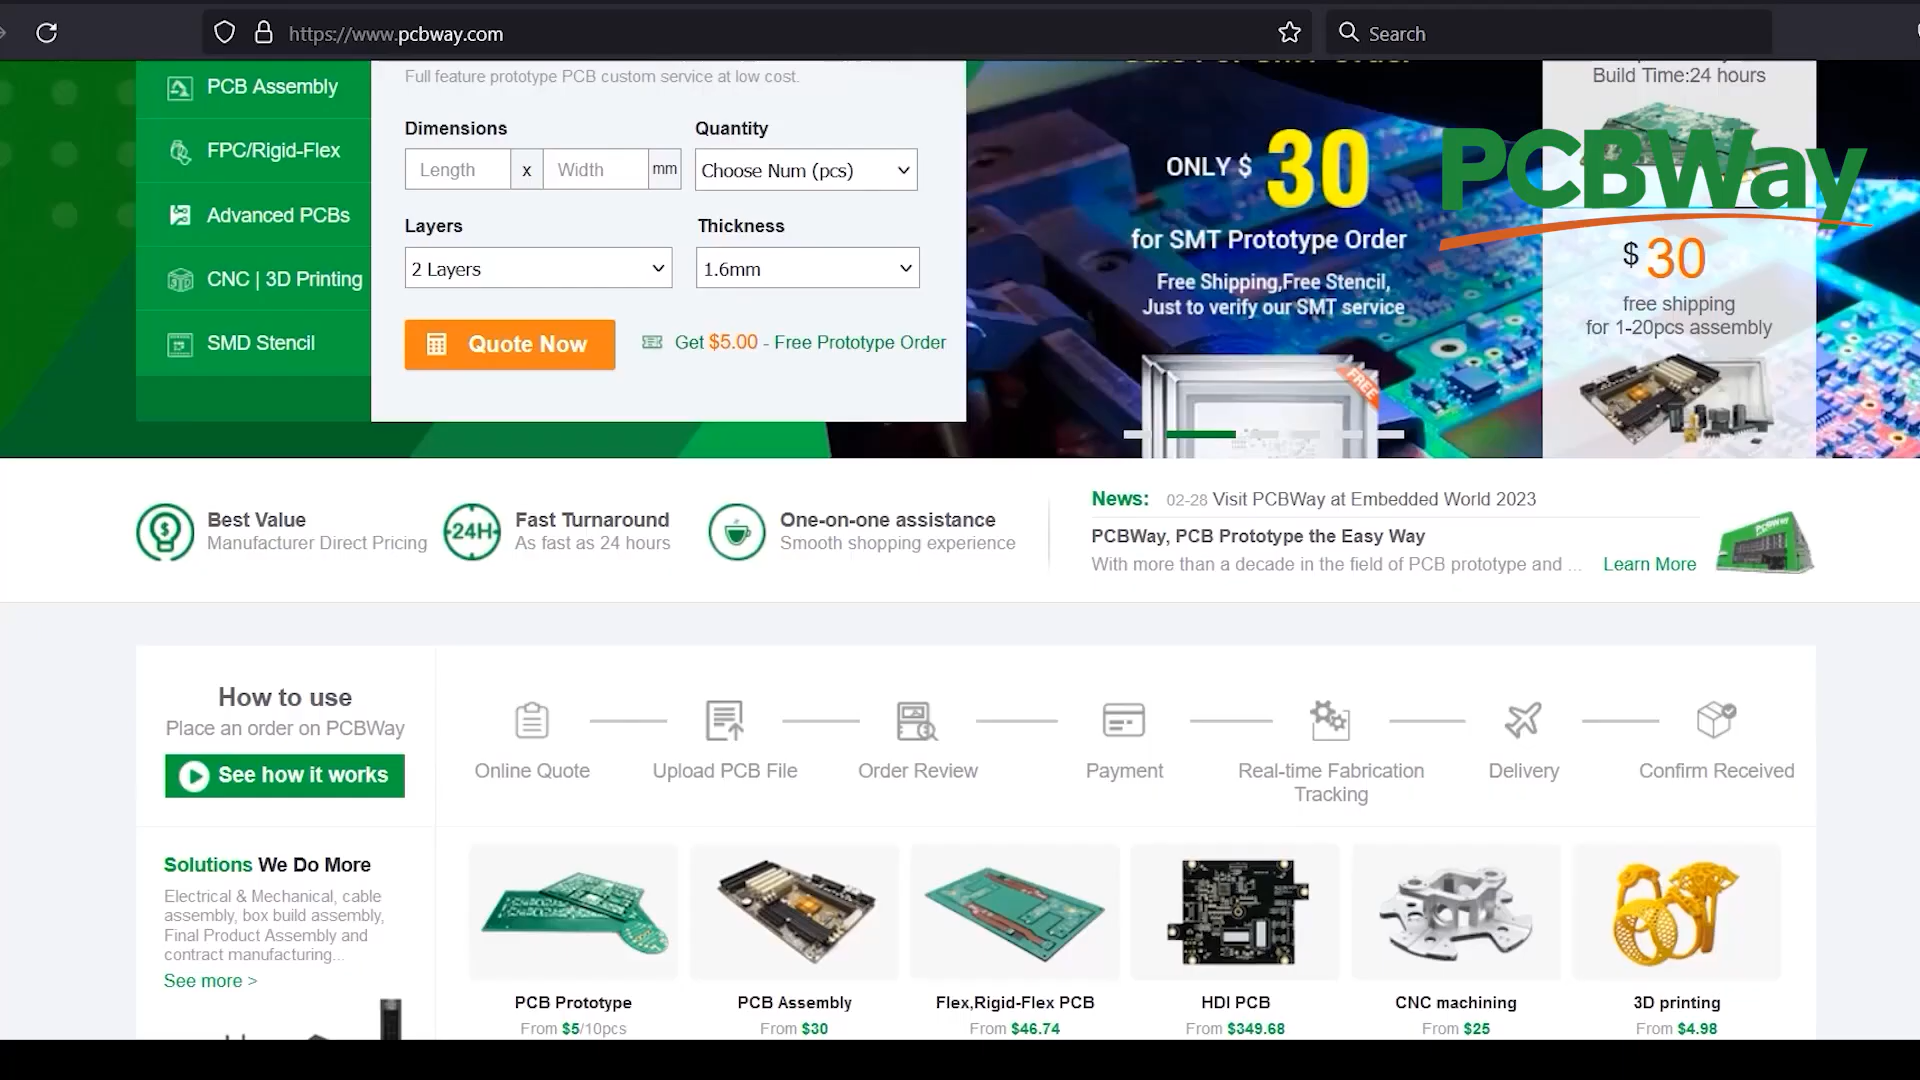 https://www.pcbway.com
Search
PCB Assembly
FPC/Rigid-Flex
Advanced PCBs
CNC | 3D Printing
SMD Stencil
Full feature prototype PCB custom service at low cost.
Dimensions
Quantity
Length x Width mm
Choose Num (pcs)
Layers
Thickness
2 Layers
1.6mm
Quote Now
Get $5.00 - Free Prototype Order
ONLY $ 30
for SMT Prototype Order
Free Shipping,Free Stencil,
Just to verify our SMT service
FREE
Build Time:24 hours
PCBWay
$ 30
free shipping
for 1-20pcs assembly
Best Value
Manufacturer Direct Pricing
24H
Fast Turnaround
As fast as 24 hours
One-on-one assistance
Smooth shopping experience
News: 02-28 Visit PCBWay at Embedded World 2023
PCBWay, PCB Prototype the Easy Way
With more than a decade in the field of PCB prototype and ... Learn More
How to use
Place an order on PCBWay
See how it works
Online Quote
Upload PCB File
Order Review
Payment
Real-time Fabrication
Tracking
Delivery
Confirm Received
Solutions We Do More
Electrical & Mechanical, cable
assembly, box build assembly,
Final Product Assembly and
contract manufacturing...
See more >
PCB Prototype
From $5/10pcs
PCB Assembly
From $30
Flex,Rigid-Flex PCB
From $46.74
HDI PCB
From $349.68
CNC machining
From $25
3D printing
From $4.98